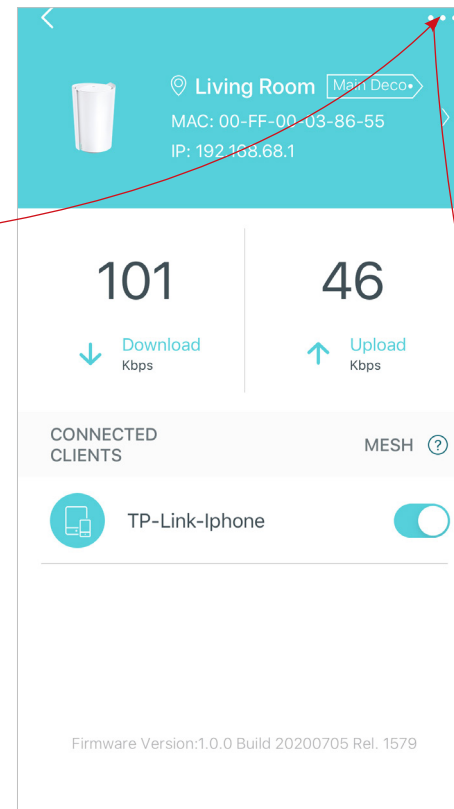 Living Room Main Deco
MAC: 00-FF-00-03-86-55
IP: 192.168.68.1
101 46
Download Upload
Kbps Kbps
CONNECTED
CLIENTS
MESH ?
TP-Link-Iphone
Firmware Version:1.0.0 Build 20200705 Rel. 1579